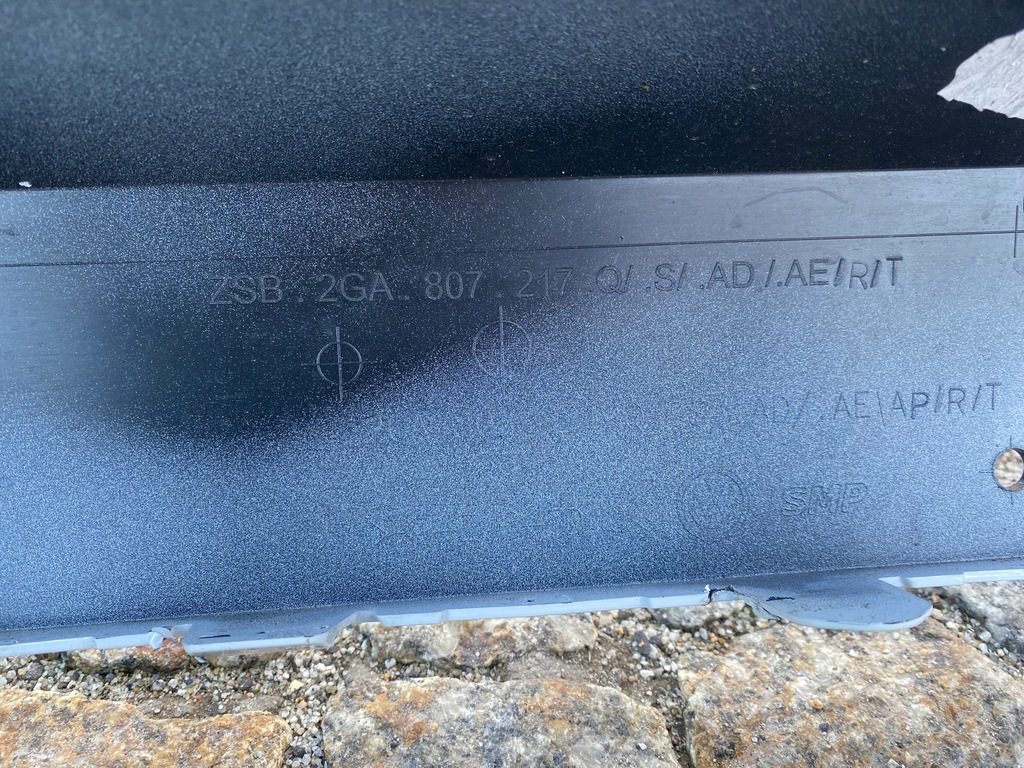 ZSB . 2GA . 807 . 217 .Q/ .S/ .AD /.AE/R/T
AD/ .AE\AP/R/T
SMP